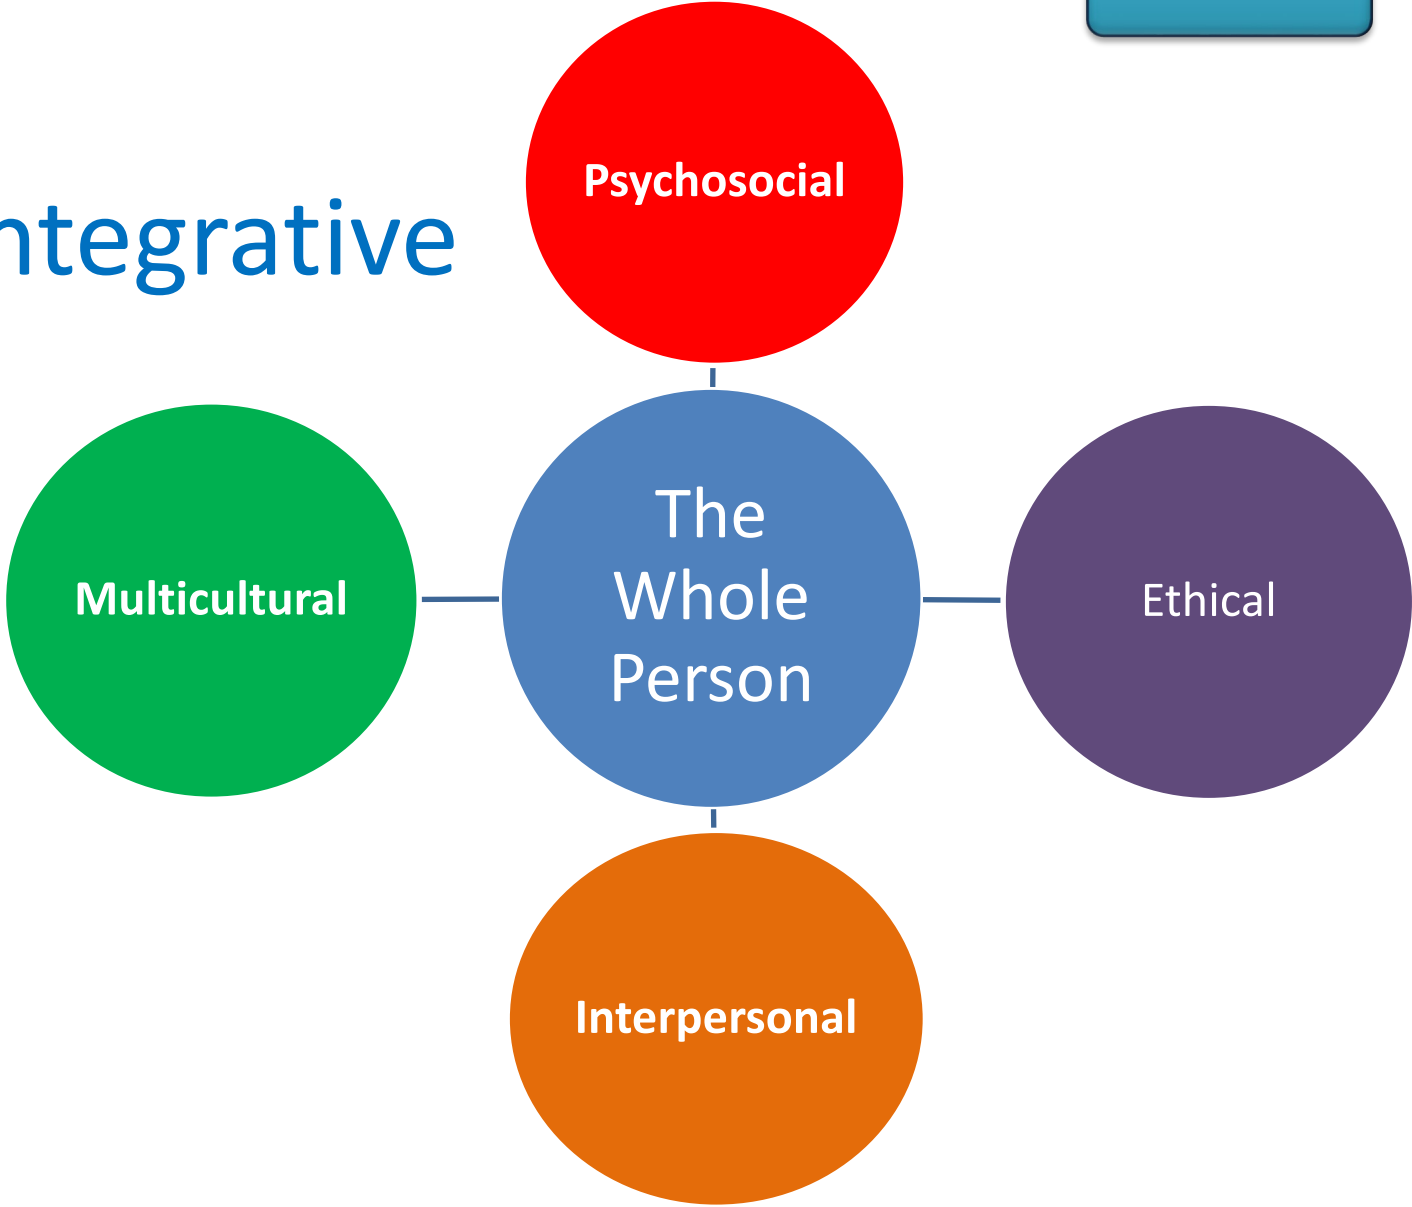 Psychosocial
ntegrative
The
Whole
Person
Multicultural
Ethical
Interpersonal